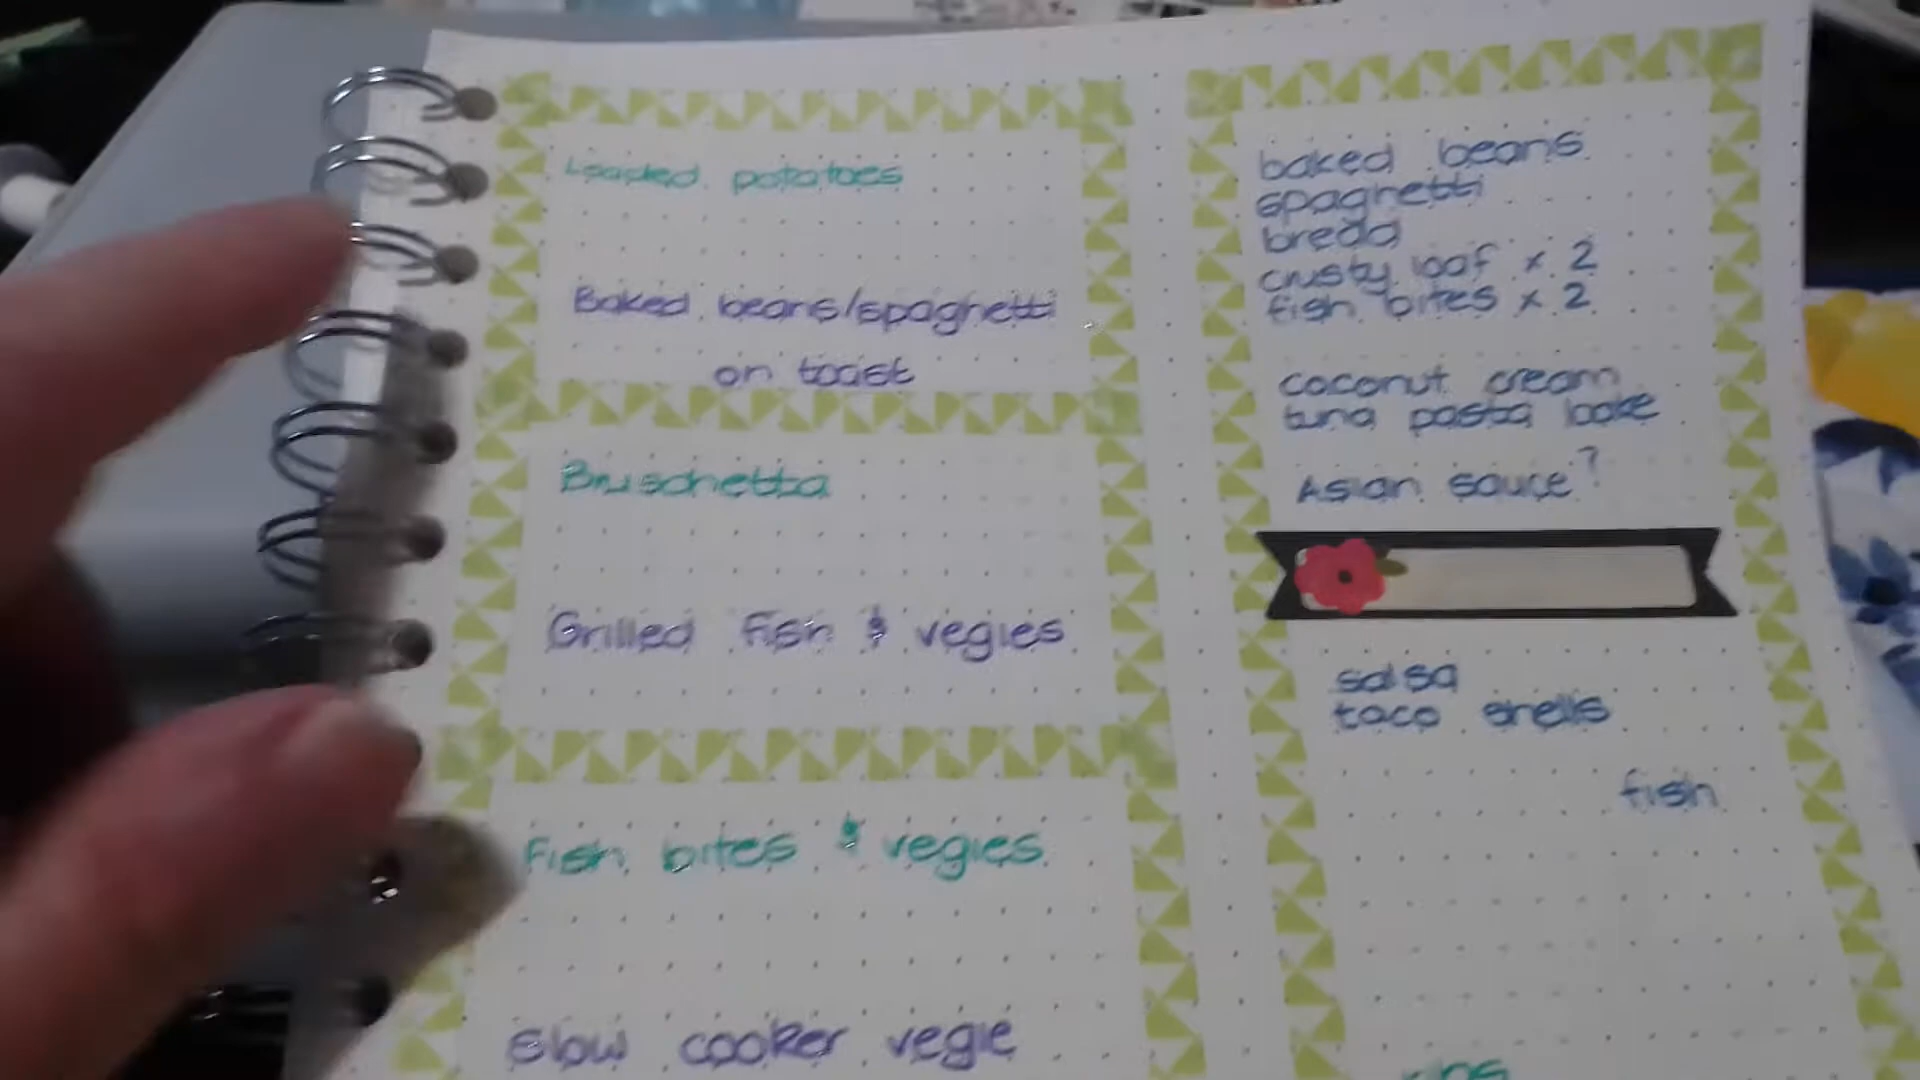 Loaded potatoes
Baked beans/spaghetti
on toast
Bruschetta
Grilled Fish & vegies
Fish bites & vegies
Slow cooker vegie
baked beans
spaghetti
bread
crusty loaf x 2
fish bites x 2
coconut cream
tuna pasta bake
Asian sauce?
salsa
taco shells
fish